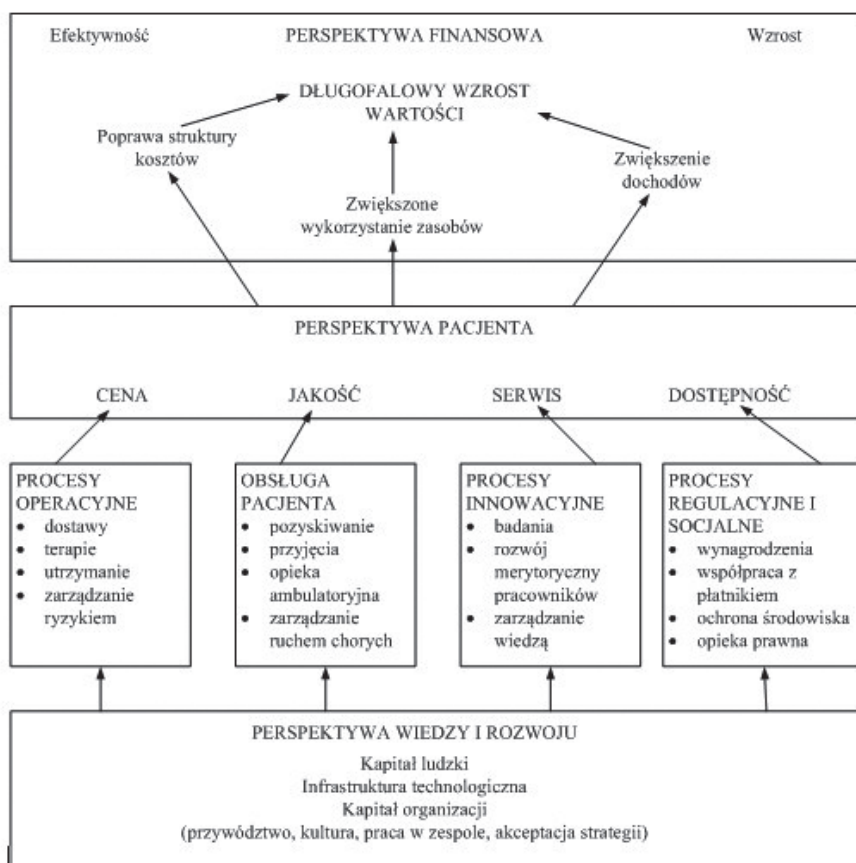 Efektywność
PERSPEKTYWA FINANSOWA
Wzrost
DŁUGOFALOWY WZROST
WARTOŚCI
Poprawa struktury
kosztów
Zwiększone
wykorzystanie zasobów
Zwiększenie
dochodów
PERSPEKTYWA PACJENTA
CENA
JAKOŚĆ
SERWIS
DOSTĘPNOŚĆ
PROCESY
OPERACYJNE
• dostawy
• terapie
• utrzymanie
• zarządzanie
ryzykiem
OBSŁUGA
PACJENTA
• pozyskiwanie
• przyjęcia
• opieka
ambulatoryjna
• zarządzanie
ruchem chorych
PROCESY
INNOWACYJNE
• badania
• rozwój
merytoryczny
pracowników
• zarządzanie
wiedzą
PROCESY
REGULACYJNE I
SOCJALNE
• wynagrodzenia
• współpraca z
płatnikiem
• ochrona środowiska
• opieka prawna
PERSPEKTYWA WIEDZY I ROZWOJU
Kapitał ludzki
Infrastruktura technologiczna
Kapitał organizacji
(przywództwo, kultura, praca w zespole, akceptacja strategii)